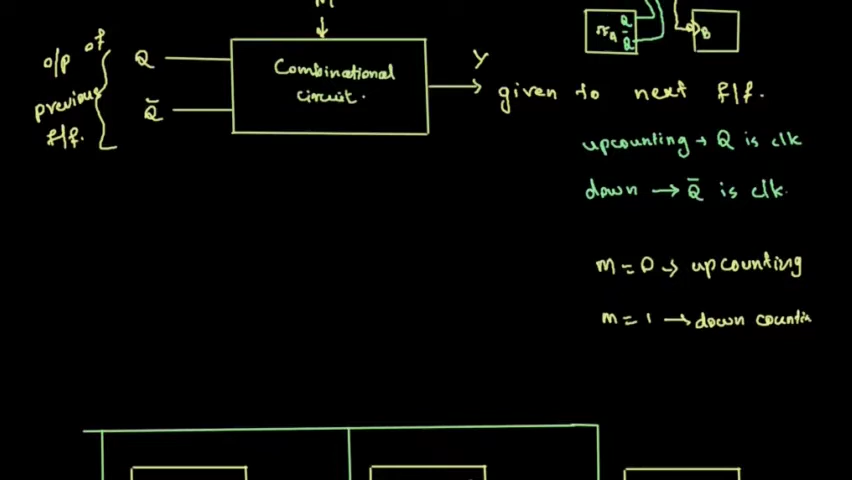 M
o/p of
previous
f/f.
Q
Q̄
Combinational
circuit.
Y
given to next f/f.
Q
Q̄
B
upcounting → Q is clk
down → Q̄ is clk.
m = 0 → upcounting
m = 1 → down countin